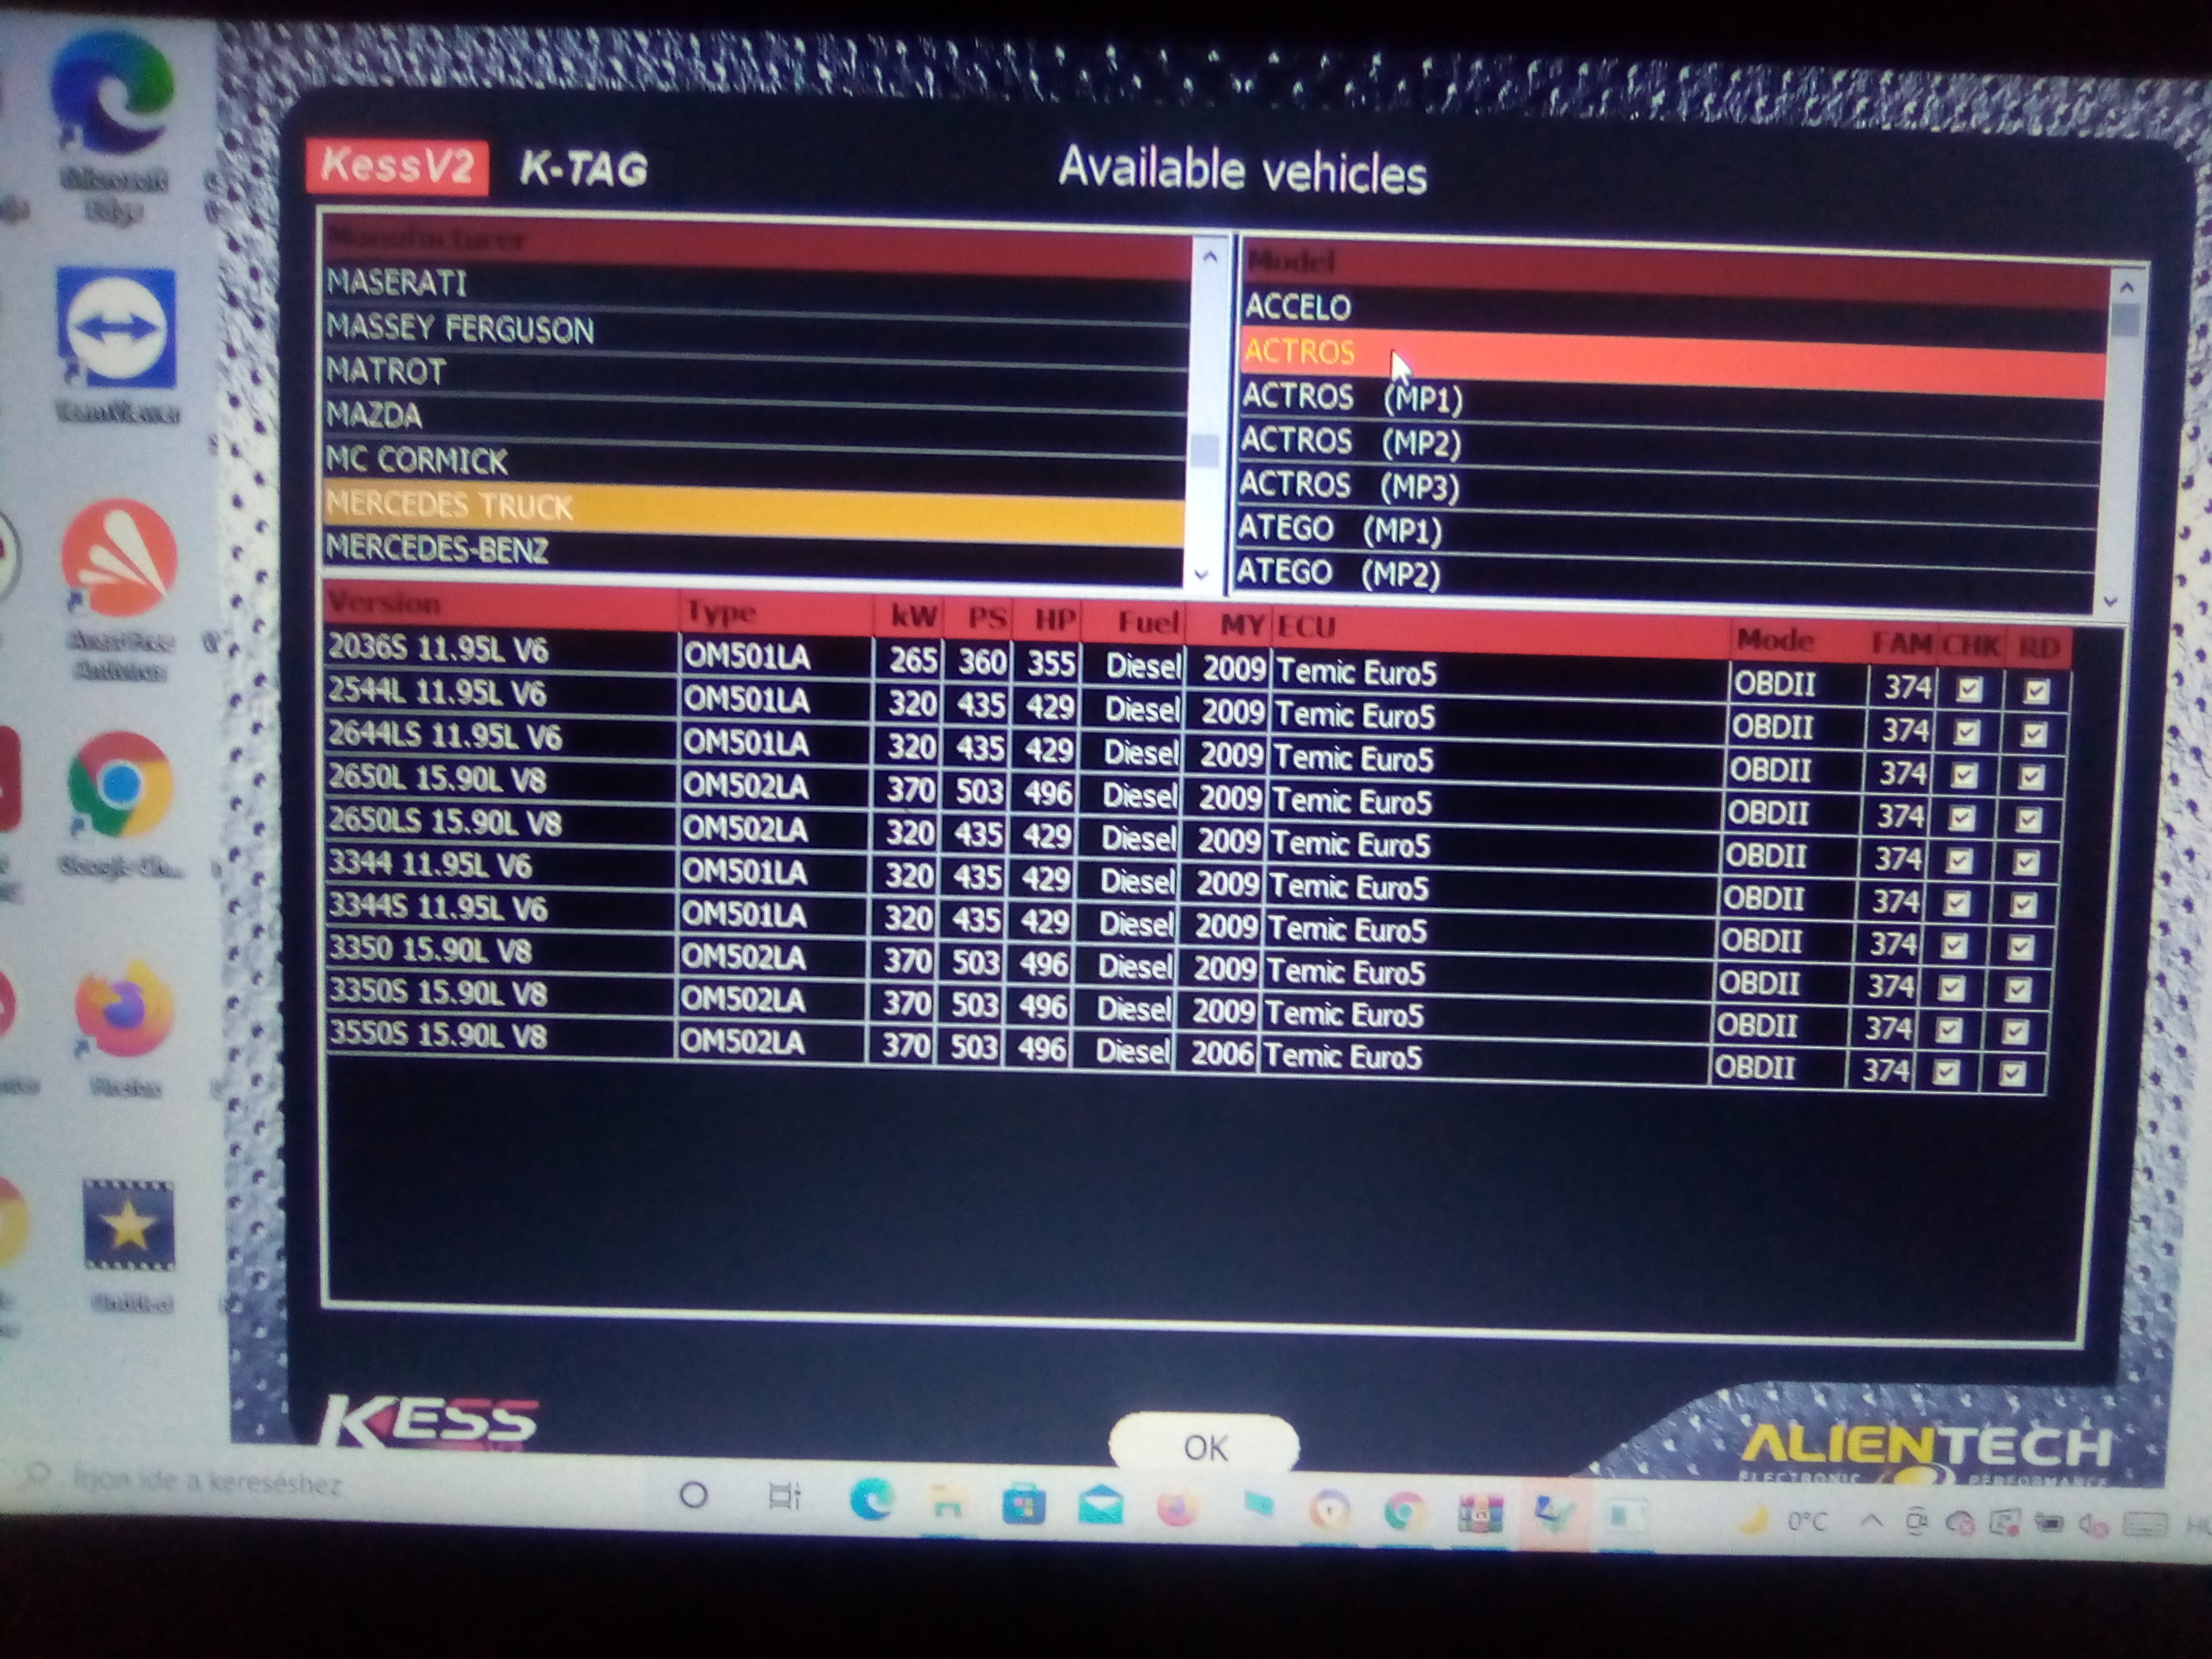 KessV2 K-TAG Available vehicles
Manufacturer
MASERATI
MASSEY FERGUSON
MATROT
MAZDA
MC CORMICK
MERCEDES TRUCK
MERCEDES-BENZ
Model
ACCELO
ACTROS
ACTROS (MP1)
ACTROS (MP2)
ACTROS (MP3)
ATEGO (MP1)
ATEGO (MP2)
Version Type kW PS HP Fuel MY ECU Mode FAM CHK RD
2036S 11.95L V6 OM501LA 265 360 355 Diesel 2009 Temic Euro5 OBDII 374
2544L 11.95L V6 OM501LA 320 435 429 Diesel 2009 Temic Euro5 OBDII 374
2644LS 11.95L V6 OM501LA 320 435 429 Diesel 2009 Temic Euro5 OBDII 374
2650L 15.90L V8 OM502LA 370 503 496 Diesel 2009 Temic Euro5 OBDII 374
2650LS 15.90L V8 OM502LA 320 435 429 Diesel 2009 Temic Euro5 OBDII 374
3344 11.95L V6 OM501LA 320 435 429 Diesel 2009 Temic Euro5 OBDII 374
3344S 11.95L V6 OM501LA 320 435 429 Diesel 2009 Temic Euro5 OBDII 374
3350 15.90L V8 OM502LA 370 503 496 Diesel 2009 Temic Euro5 OBDII 374
3350S 15.90L V8 OM502LA 370 503 496 Diesel 2009 Temic Euro5 OBDII 374
3550S 15.90L V8 OM502LA 370 503 496 Diesel 2006 Temic Euro5 OBDII 374
KESS
OK
ALIENTECH
ELECTRONIC PERFORMANCE
Írjon ide a kereséshez
0°C